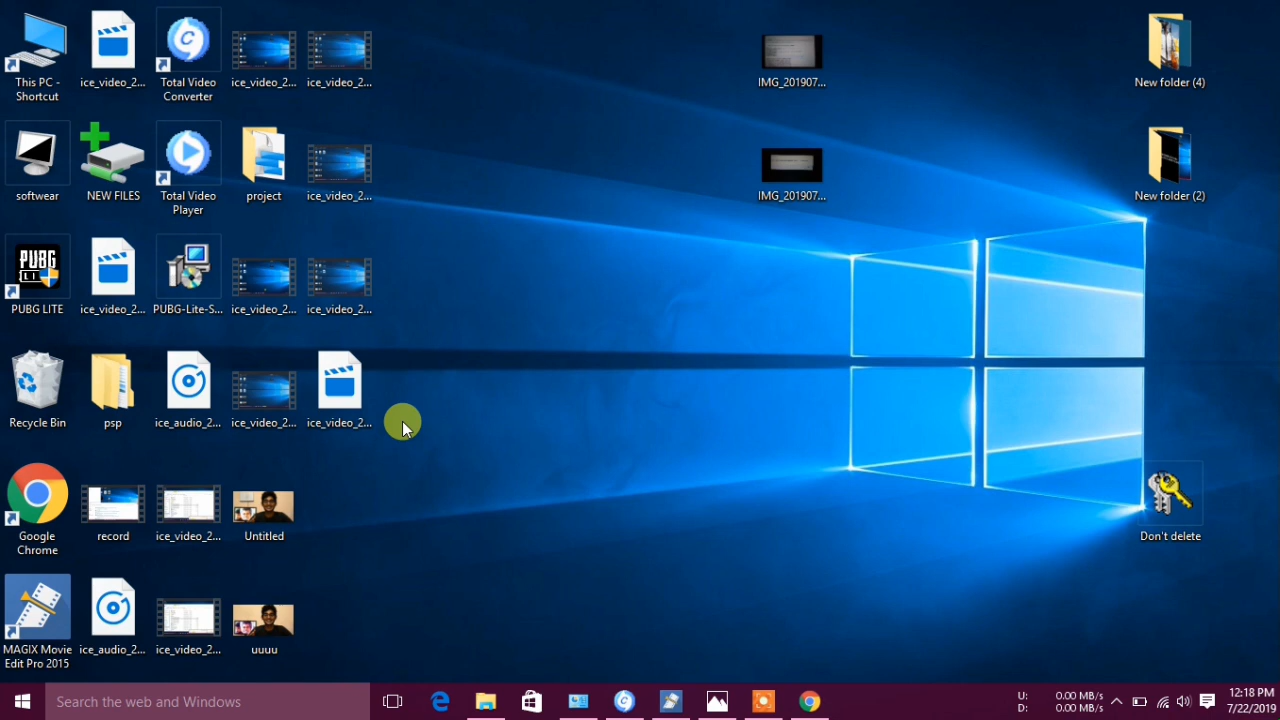 This PC -
Shortcut
ice_video_2...
Total Video
Converter
ice_video_2...
ice_video_2...
IMG_201907...
New folder (4)
softwear
NEW FILES
Total Video
Player
project
ice_video_2...
IMG_201907...
New folder (2)
PUBG
LI
PUBG LITE
ice_video_2...
PUBG-Lite-S...
ice_video_2...
ice_video_2...
Recycle Bin
psp
ice_audio_2...
ice_video_2...
ice_video_2...
Google
Chrome
record
ice_video_2...
Untitled
Don't delete
MAGIX Movie
Edit Pro 2015
ice_audio_2...
ice_video_2...
uuuu
Search the web and Windows
U: 0.00 MB/s
D: 0.00 MB/s
12:18 PM
7/22/2019